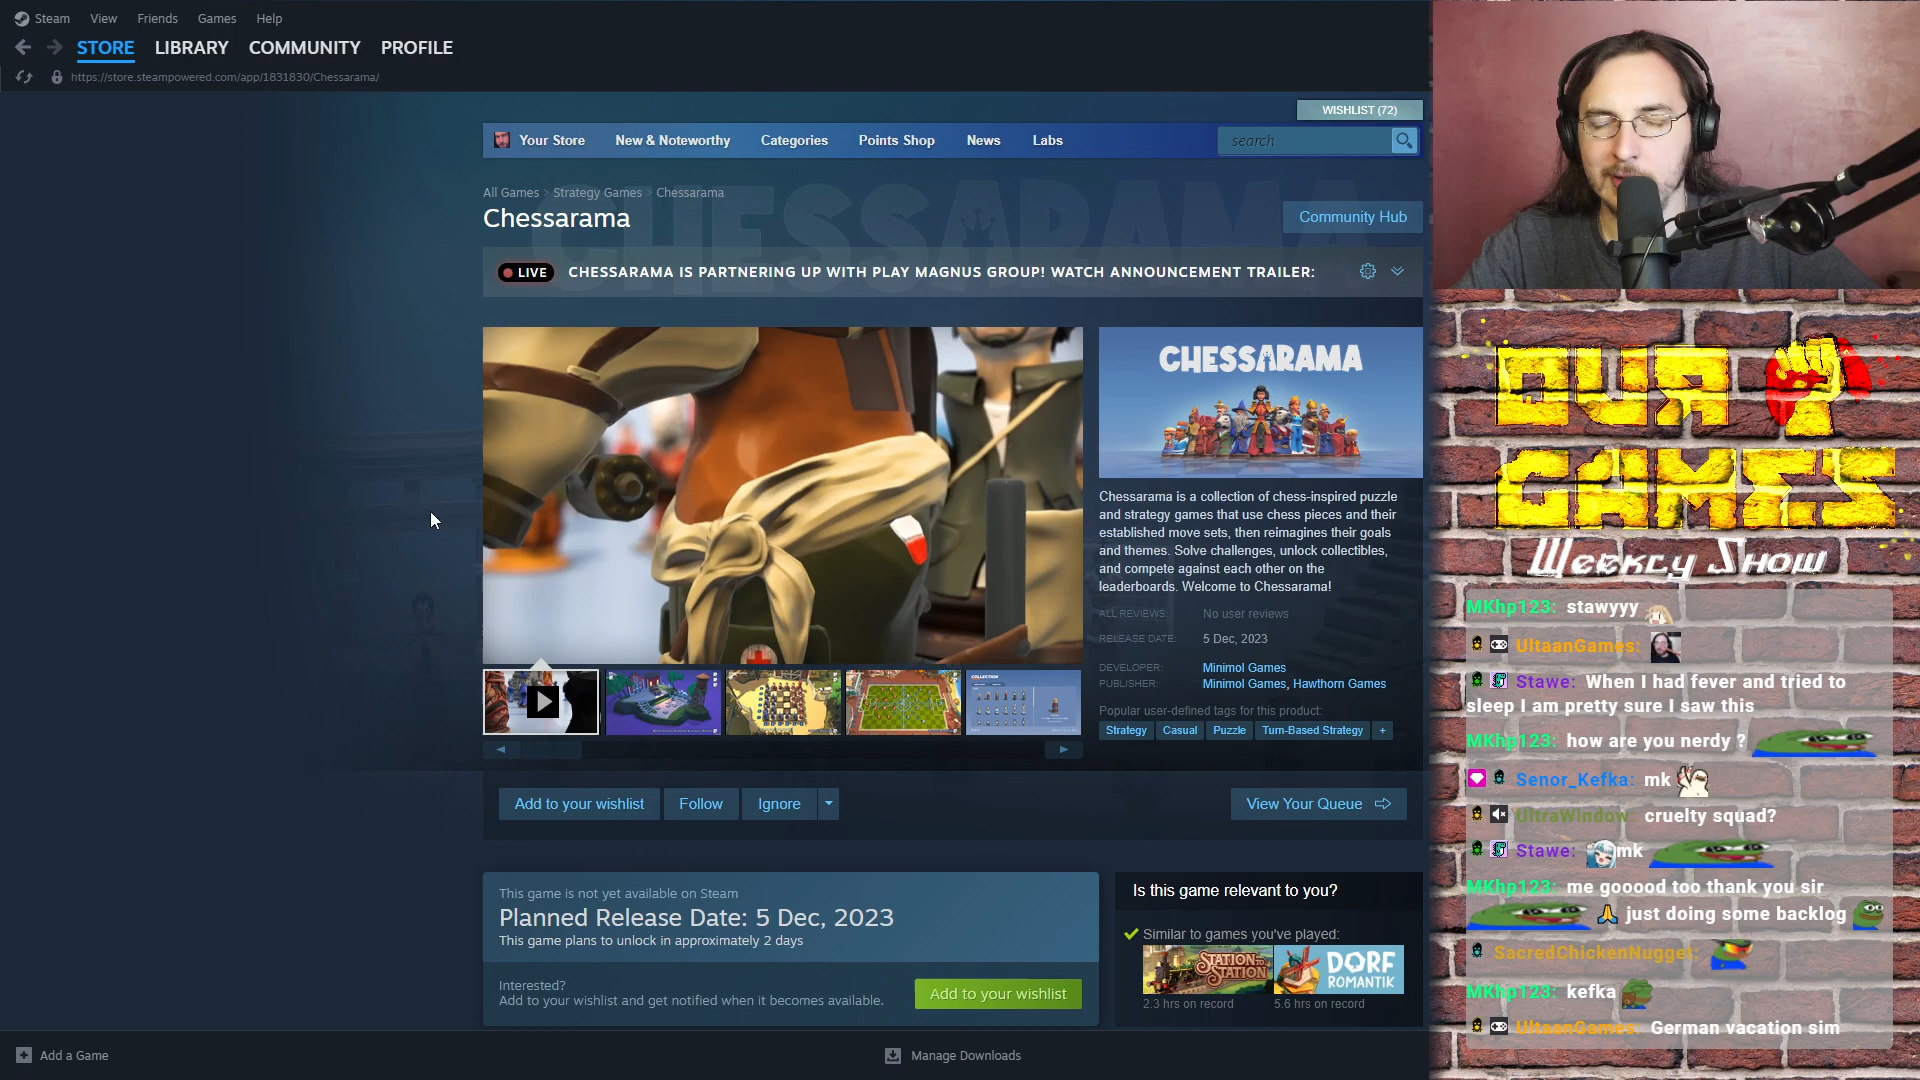 Steam View Friends Games Help
STORE LIBRARY COMMUNITY PROFILE
https://store.steampowered.com/app/1831830/Chessarama/
WISHLIST (72)
Your Store New & Noteworthy Categories Points Shop News Labs search
All Games > Strategy Games > Chessarama
Chessarama
Community Hub
CHESSARAMA
LIVE CHESSARAMA IS PARTNERING UP WITH PLAY MAGNUS GROUP! WATCH ANNOUNCEMENT TRAILER:
CHESSARAMA
Chessarama is a collection of chess-inspired puzzle
and strategy games that use chess pieces and their
established move sets, then reimagines their goals
and themes. Solve challenges, unlock collectibles,
and compete against each other on the
leaderboards. Welcome to Chessarama!
ALL REVIEWS: No user reviews
RELEASE DATE: 5 Dec, 2023
DEVELOPER: Minimol Games
PUBLISHER: Minimol Games, Hawthorn Games
Popular user-defined tags for this product:
Strategy Casual Puzzle Turn-Based Strategy +
COLLECTION
Add to your wishlist Follow Ignore View Your Queue
This game is not yet available on Steam
Planned Release Date: 5 Dec, 2023
This game plans to unlock in approximately 2 days
Interested?
Add to your wishlist and get notified when it becomes available.
Add to your wishlist
Is this game relevant to you?
Similar to games you've played:
STATION TO STATION
DORF ROMANTIK
2.3 hrs on record 5.6 hrs on record
Add a Game Manage Downloads
OUR
GAMES
Weekly Show
MKhp123: stawyyy
UltaanGames:
Stawe: When I had fever and tried to
sleep I am pretty sure I saw this
MKhp123: how are you nerdy ?
Senor_Kefka: mk
UltraWindow: cruelty squad?
Stawe: mk
MKhp123: me gooood too thank you sir
just doing some backlog
SacredChickenNugget:
MKhp123: kefka
UltaanGames: German vacation sim